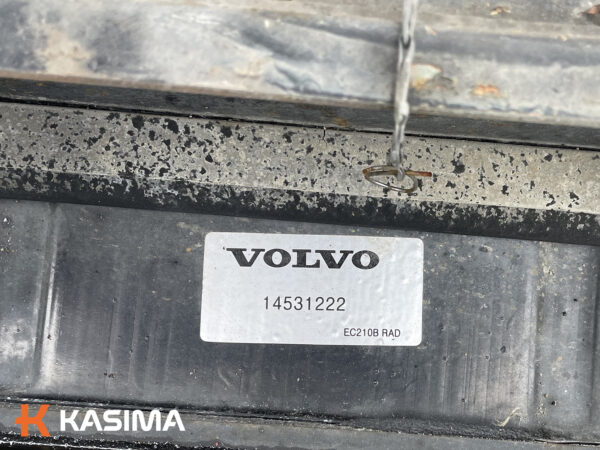 VOLVO
14531222
EC210B RAD
KASIMA